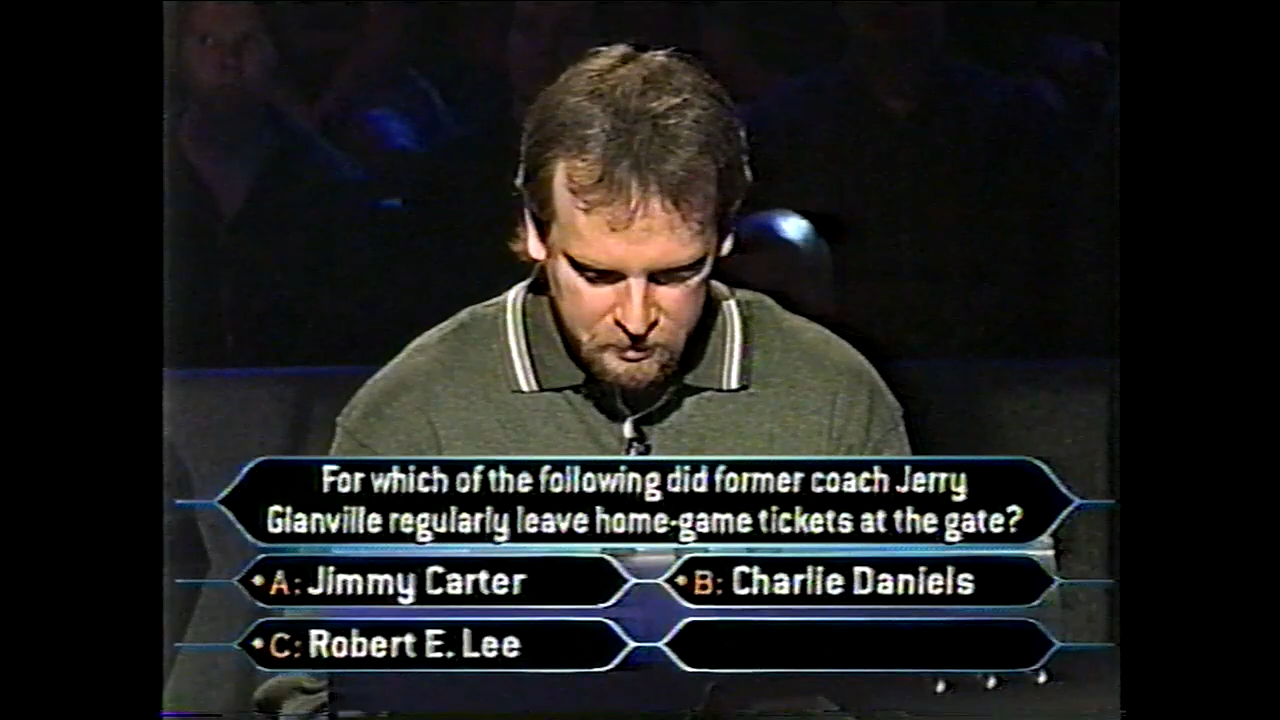 For which of the following did former coach Jerry
Glanville regularly leave home-game tickets at the gate?
A: Jimmy Carter
B: Charlie Daniels
C: Robert E. Lee